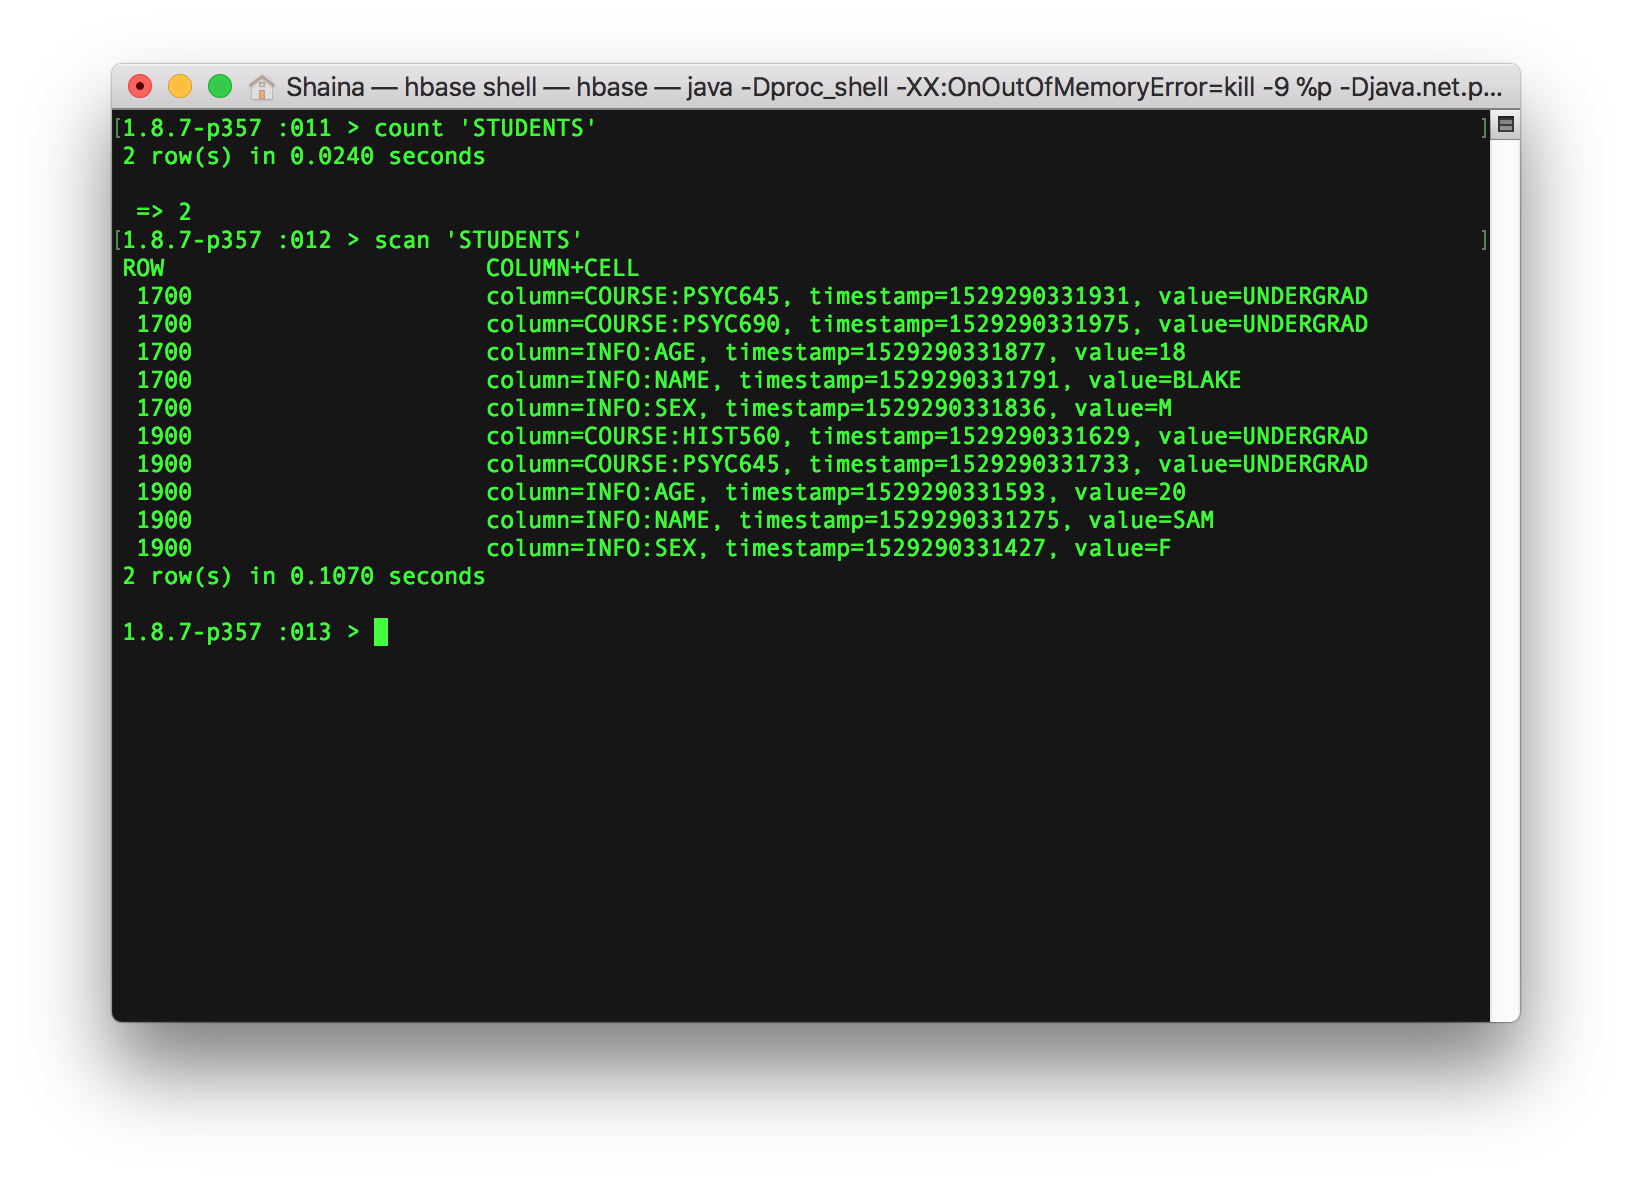 Shaina — hbase shell — hbase — java -Dproc_shell -XX:OnOutOfMemoryError=kill -9 %p -Djava.net.p...
[1.8.7-p357 :011 > count 'STUDENTS' ]
2 row(s) in 0.0240 seconds
=> 2
[1.8.7-p357 :012 > scan 'STUDENTS' ]
ROW COLUMN+CELL
1700 column=COURSE:PSYC645, timestamp=1529290331931, value=UNDERGRAD
1700 column=COURSE:PSYC690, timestamp=1529290331975, value=UNDERGRAD
1700 column=INFO:AGE, timestamp=1529290331877, value=18
1700 column=INFO:NAME, timestamp=1529290331791, value=BLAKE
1700 column=INFO:SEX, timestamp=1529290331836, value=M
1900 column=COURSE:HIST560, timestamp=1529290331629, value=UNDERGRAD
1900 column=COURSE:PSYC645, timestamp=1529290331733, value=UNDERGRAD
1900 column=INFO:AGE, timestamp=1529290331593, value=20
1900 column=INFO:NAME, timestamp=1529290331275, value=SAM
1900 column=INFO:SEX, timestamp=1529290331427, value=F
2 row(s) in 0.1070 seconds
1.8.7-p357 :013 >